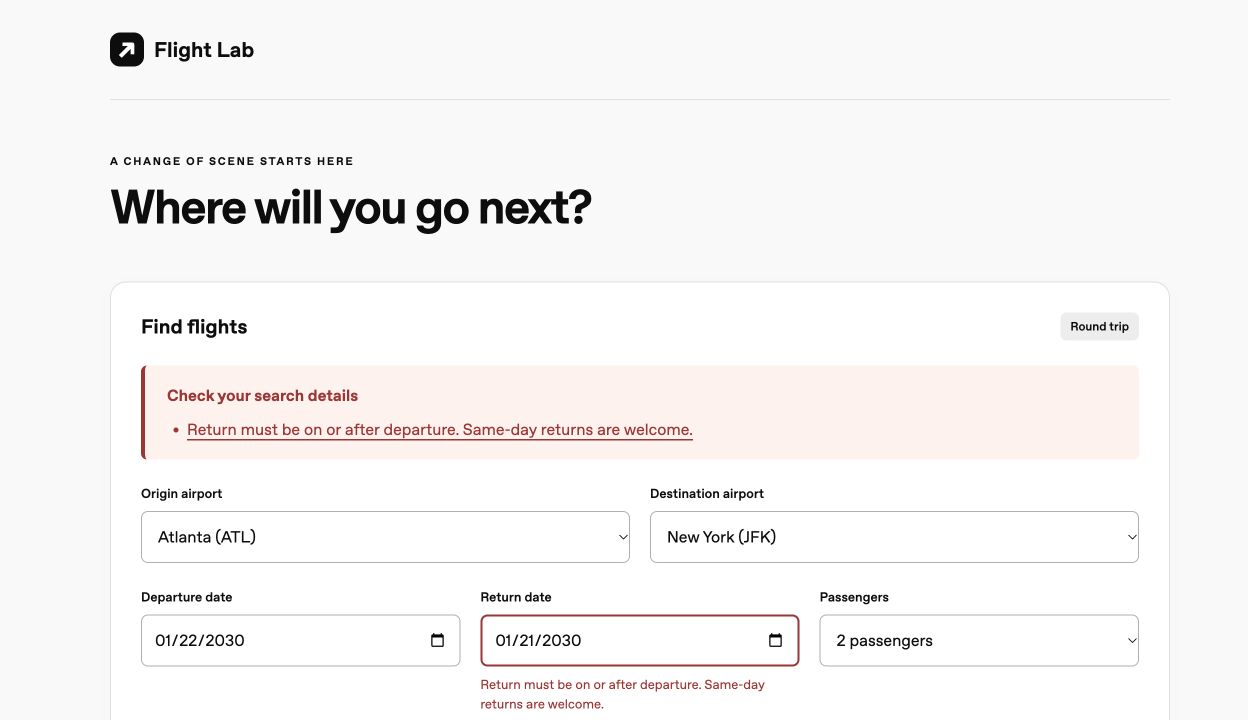 Flight Lab
A CHANGE OF SCENE STARTS HERE
Where will you go next?
Find flights
Round trip
Check your search details
• Return must be on or after departure. Same-day returns are welcome.
Origin airport
Destination airport
Atlanta (ATL)
New York (JFK)
Departure date
Return date
Passengers
01/22/2030
01/21/2030
2 passengers
Return must be on or after departure. Same-day
returns are welcome.